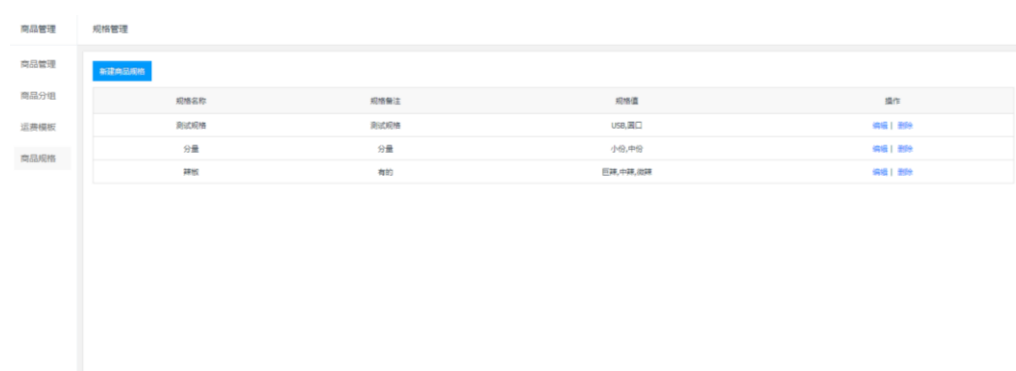 商品管理 规格管理
商品管理
商品分组
运费模板
商品规格
新建商品规格
规格名称 规格备注 规格值 操作
测试规格 测试规格 USB,圆口 编辑 | 删除
分量 分量 小份,中份 编辑 | 删除
辣椒 有的 巨辣,中辣,微辣 编辑 | 删除